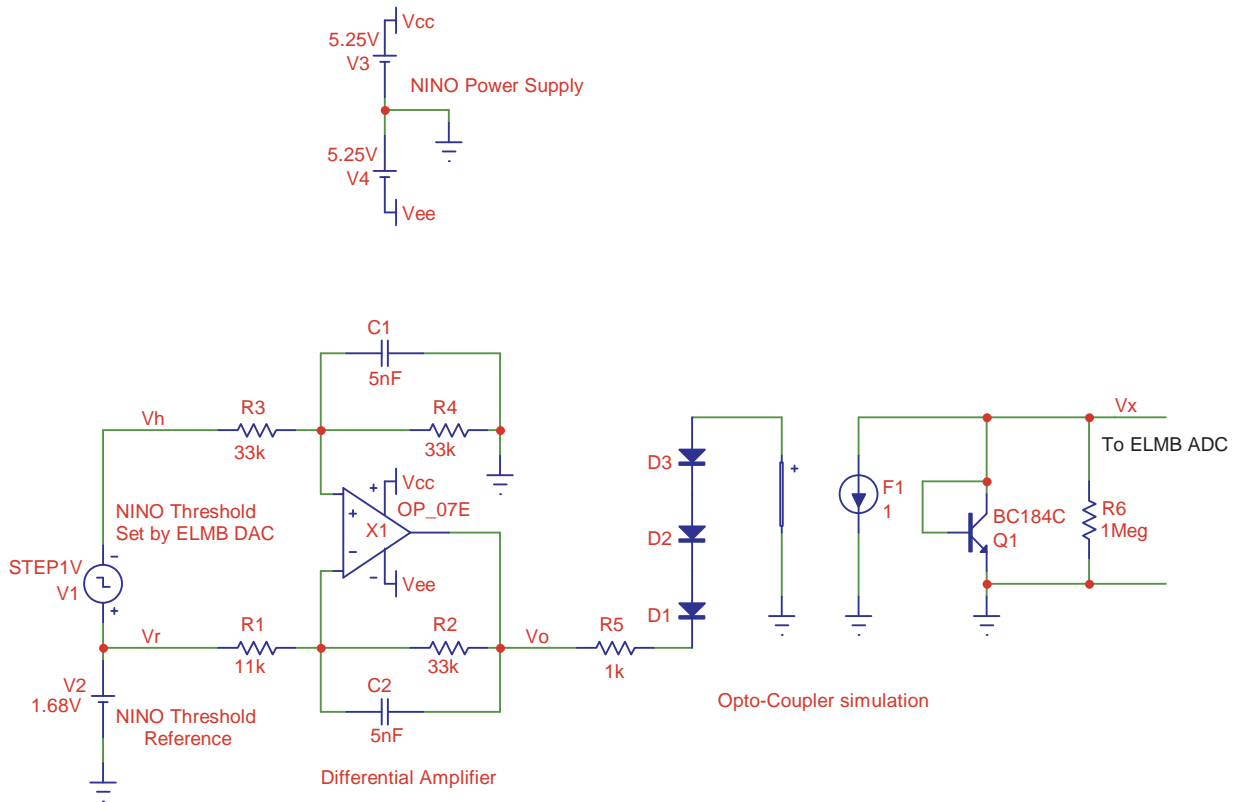 Vcc
5.25V
V3
NINO Power Supply
5.25V
V4
Vee
C1
5nF
Vh
R3
33k
R4
33k
Vx
To ELMB ADC
D3
+
F1
1
Vcc
+
OP_07E
+
X1
NINO Threshold
Set by ELMB DAC
BC184C
Q1
R6
1Meg
D2
-
STEP1V
V1
+
-
-
Vee
D1
Vr
R1
11k
R2
33k
Vo
R5
1k
V2
1.68V
NINO Threshold
Reference
C2
5nF
Opto-Coupler simulation
Differential Amplifier